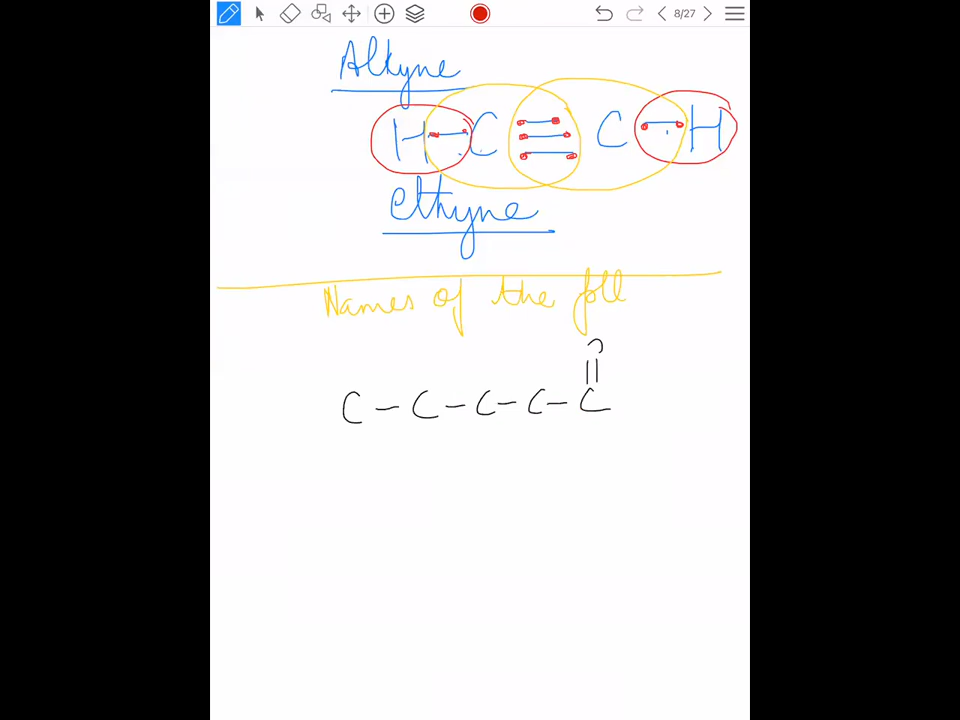 8/27
Alkyne
H-C≡C-H
Ethyne
Names of the foll
C-C-C-C-C